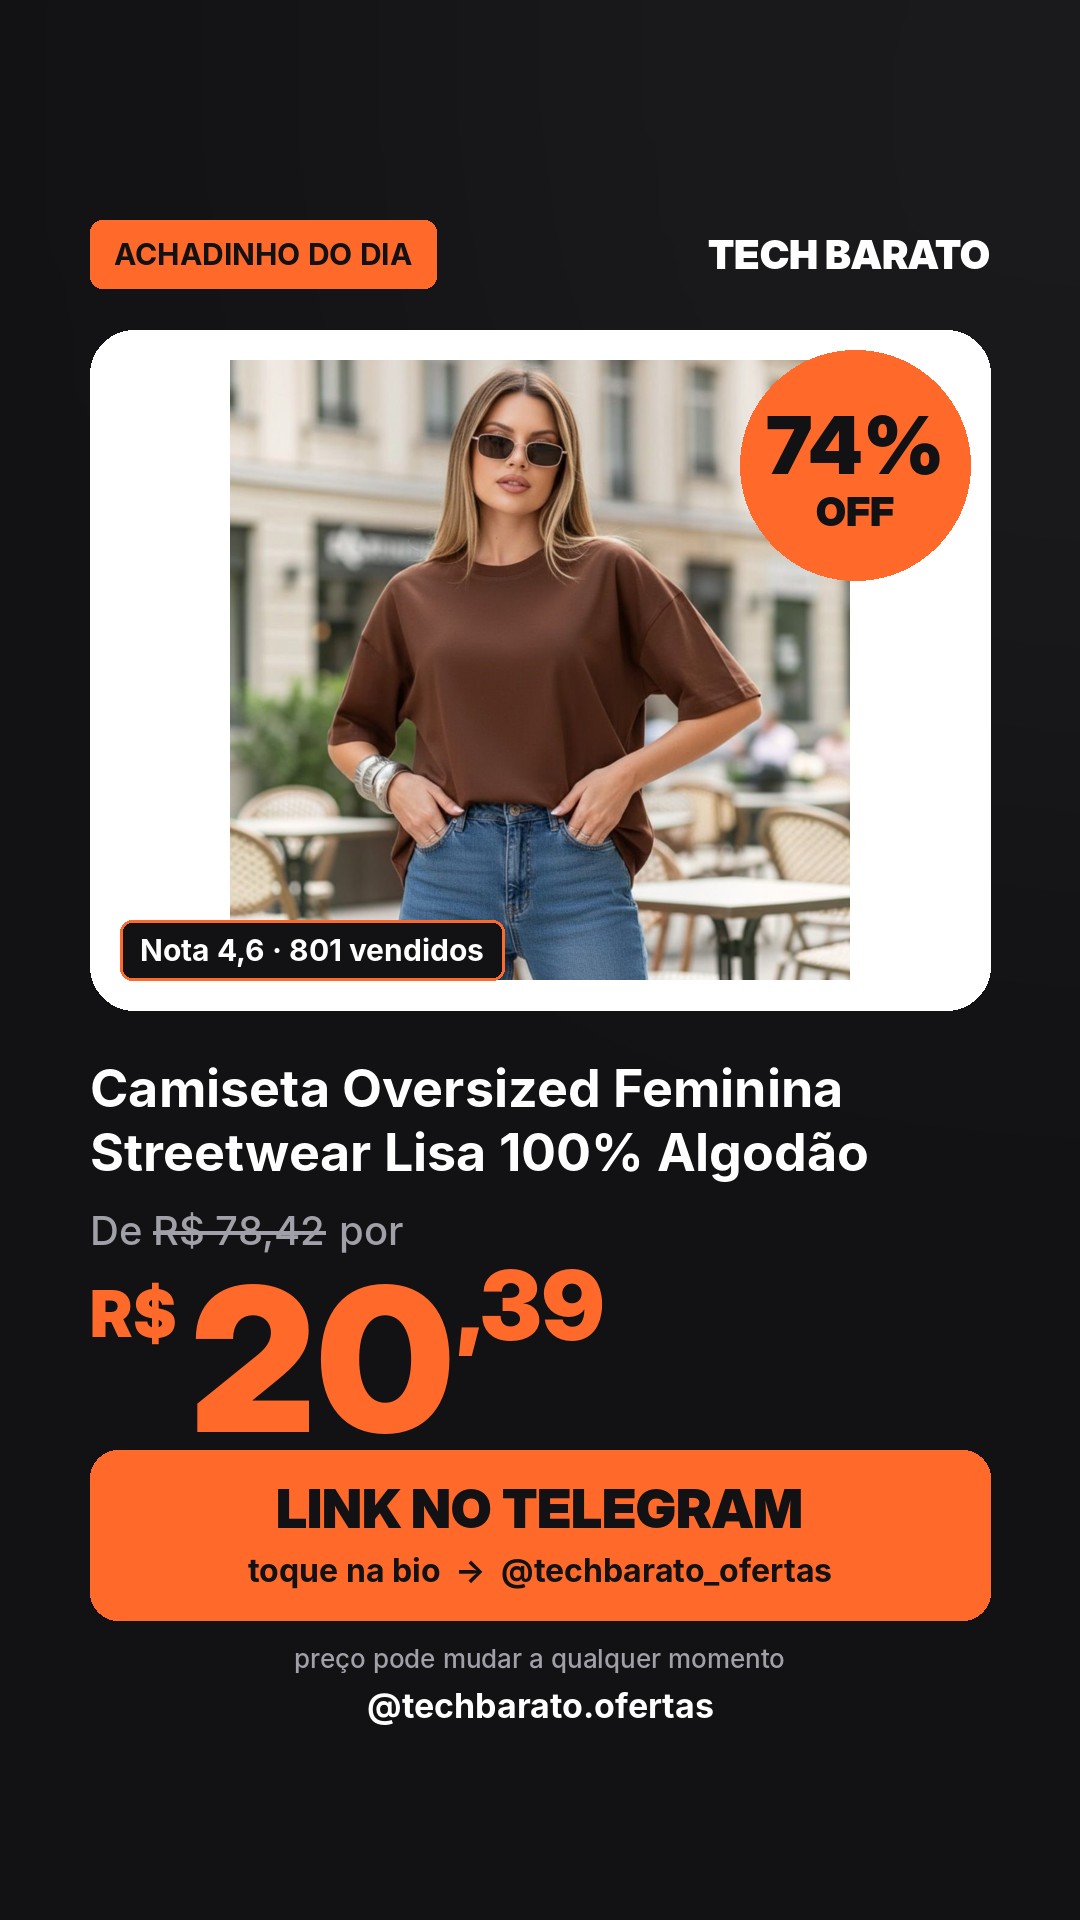 ACHADINHO DO DIA
TECH BARATO
74%
OFF
Nota 4,6 · 801 vendidos
Camiseta Oversized Feminina
Streetwear Lisa 100% Algodão
De R$ 78,42 por
R$ 20,39
LINK NO TELEGRAM
toque na bio → @techbarato_ofertas
preço pode mudar a qualquer momento
@techbarato.ofertas